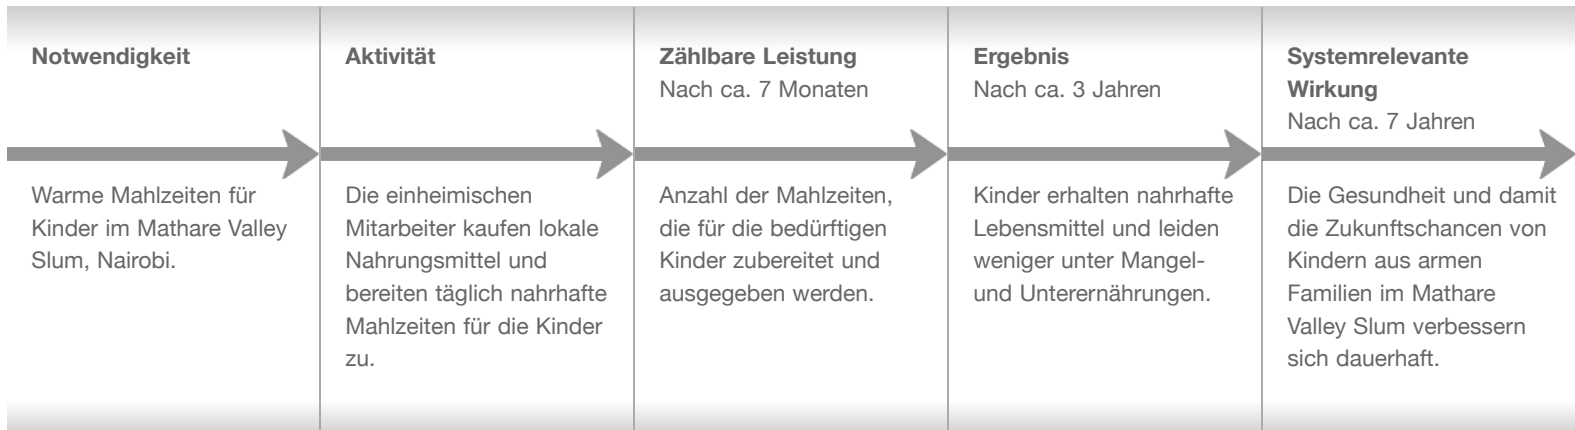 Notwendigkeit
Warme Mahlzeiten für
Kinder im Mathare Valley
Slum, Nairobi.
Aktivität
Die einheimischen
Mitarbeiter kaufen lokale
Nahrungsmittel und
bereiten täglich nahrhafte
Mahlzeiten für die Kinder
zu.
Zählbare Leistung
Nach ca. 7 Monaten
Anzahl der Mahlzeiten,
die für die bedürftigen
Kinder zubereitet und
ausgegeben werden.
Ergebnis
Nach ca. 3 Jahren
Kinder erhalten nahrhafte
Lebensmittel und leiden
weniger unter Mangel-
und Unterernährungen.
Systemrelevante
Wirkung
Nach ca. 7 Jahren
Die Gesundheit und damit
die Zukunftschancen von
Kindern aus armen
Familien im Mathare
Valley Slum verbessern
sich dauerhaft.